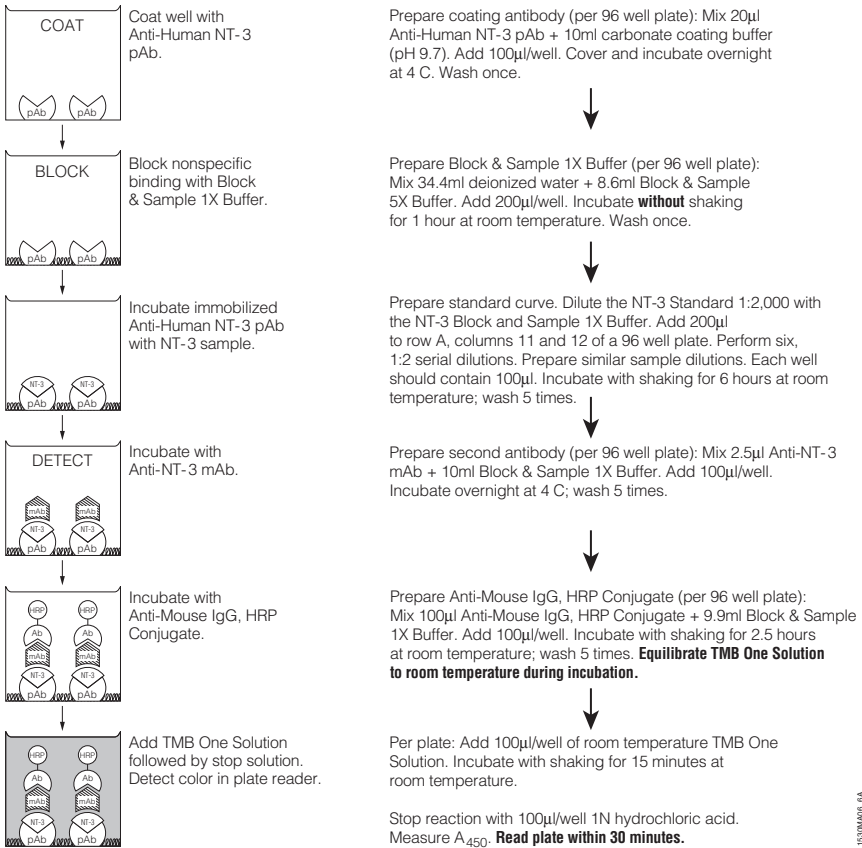 COAT
pAb pAb
Coat well with
Anti-Human NT-3
pAb.
Prepare coating antibody (per 96 well plate): Mix 20µl
Anti-Human NT-3 pAb + 10ml carbonate coating buffer
(pH 9.7). Add 100µl/well. Cover and incubate overnight
at 4 C. Wash once.
BLOCK
pAb pAb
Block nonspecific
binding with Block
& Sample 1X Buffer.
Prepare Block & Sample 1X Buffer (per 96 well plate):
Mix 34.4ml deionized water + 8.6ml Block & Sample
5X Buffer. Add 200µl/well. Incubate without shaking
for 1 hour at room temperature. Wash once.
NT-3 NT-3
pAb pAb
Incubate immobilized
Anti-Human NT-3 pAb
with NT-3 sample.
Prepare standard curve. Dilute the NT-3 Standard 1:2,000 with
the NT-3 Block and Sample 1X Buffer. Add 200µl
to row A, columns 11 and 12 of a 96 well plate. Perform six,
1:2 serial dilutions. Prepare similar sample dilutions. Each well
should contain 100µl. Incubate with shaking for 6 hours at room
temperature; wash 5 times.
DETECT
mAb mAb
NT-3 NT-3
pAb pAb
Incubate with
Anti-NT-3 mAb.
Prepare second antibody (per 96 well plate): Mix 2.5µl Anti-NT-3
mAb + 10ml Block & Sample 1X Buffer. Add 100µl/well.
Incubate overnight at 4 C; wash 5 times.
HRP HRP
Ab Ab
mAb mAb
NT-3 NT-3
pAb pAb
Incubate with
Anti-Mouse IgG, HRP
Conjugate.
Prepare Anti-Mouse IgG, HRP Conjugate (per 96 well plate):
Mix 100µl Anti-Mouse IgG, HRP Conjugate + 9.9ml Block & Sample
1X Buffer. Add 100µl/well. Incubate with shaking for 2.5 hours
at room temperature; wash 5 times. Equilibrate TMB One Solution
to room temperature during incubation.
HRP HRP
Ab Ab
mAb mAb
NT-3 NT-3
pAb pAb
Add TMB One Solution
followed by stop solution.
Detect color in plate reader.
Per plate: Add 100µl/well of room temperature TMB One
Solution. Incubate with shaking for 15 minutes at
room temperature.
Stop reaction with 100µl/well 1N hydrochloric acid.
Measure A450. Read plate within 30 minutes.
1530MA06_6A